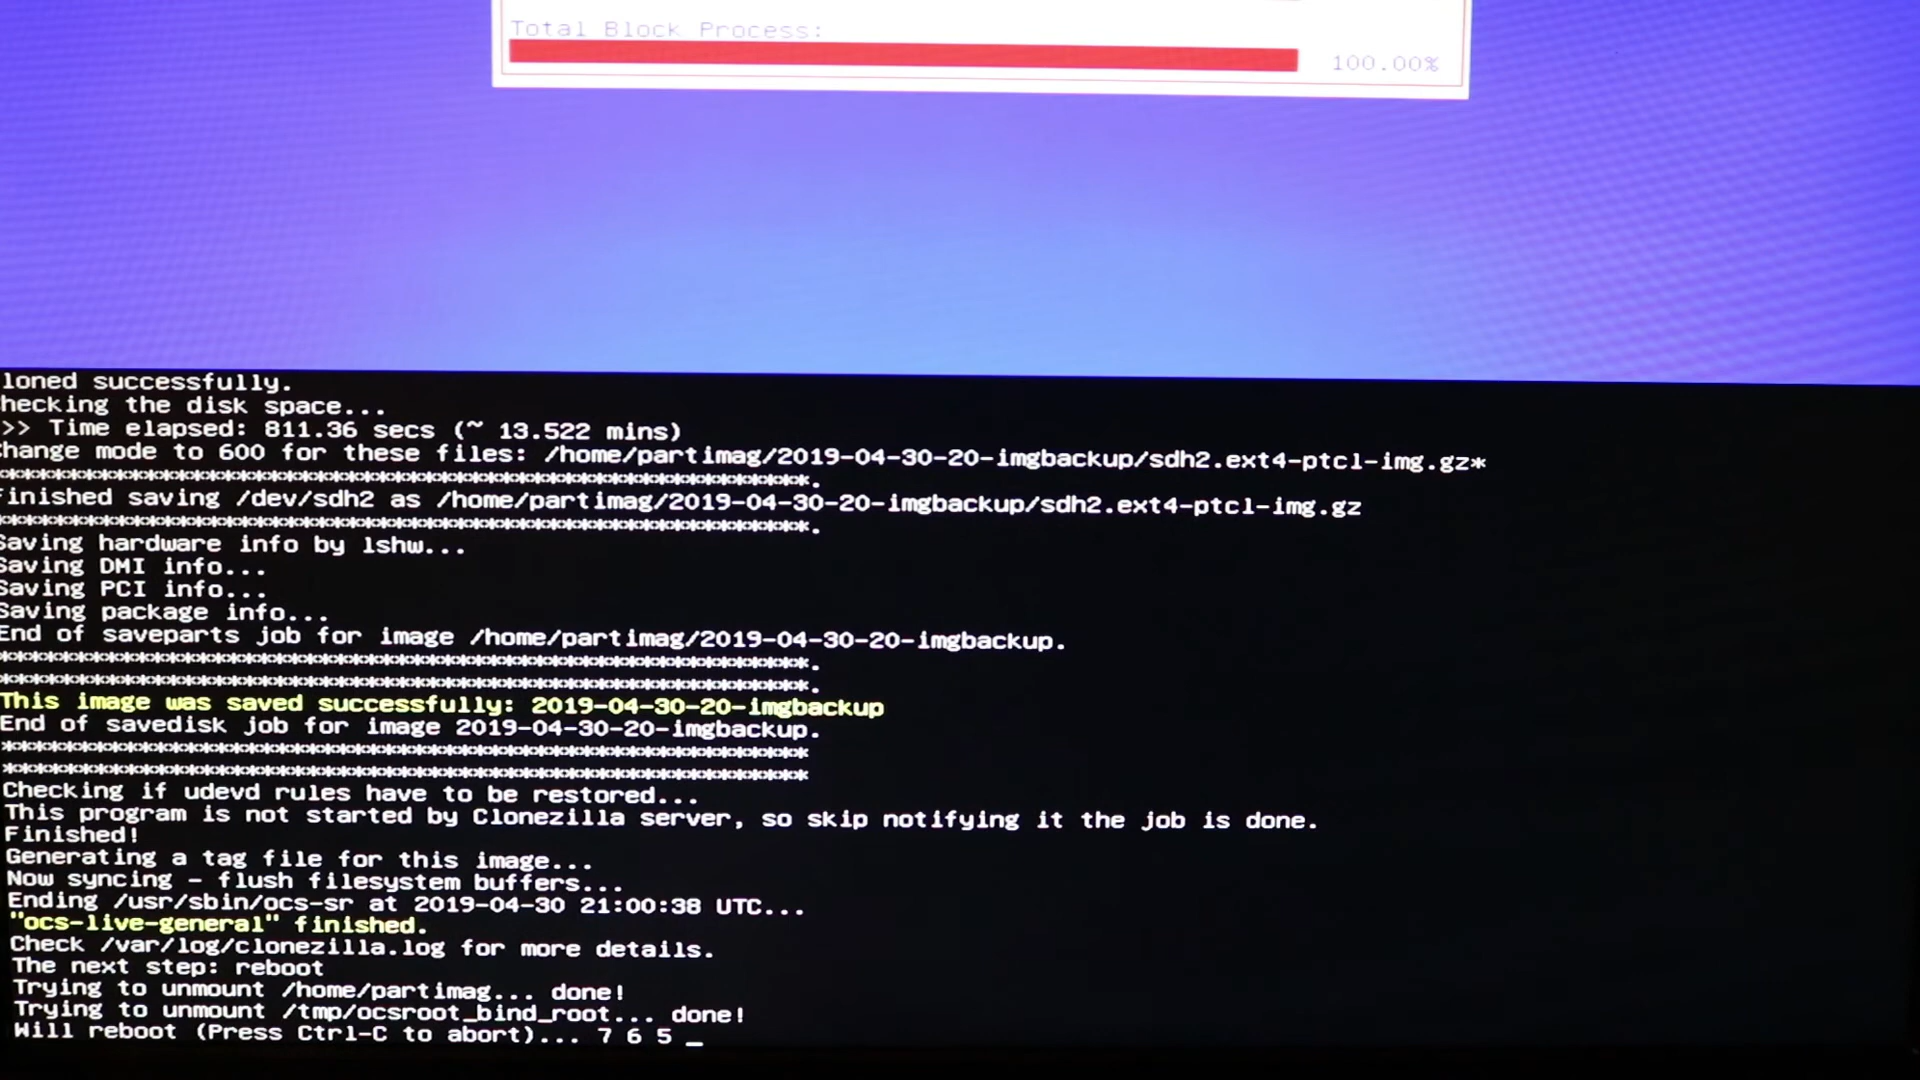 Total Block Process:
100.00%
loned successfully.
hecking the disk space...
>> Time elapsed: 811.36 secs (~ 13.522 mins)
Change mode to 600 for these files: /home/partimag/2019-04-30-20-imgbackup/sdh2.ext4-ptcl-img.gz*
*****************************************************.
Finished saving /dev/sdh2 as /home/partimag/2019-04-30-20-imgbackup/sdh2.ext4-ptcl-img.gz
*****************************************************.
Saving hardware info by lshw...
Saving DMI info...
Saving PCI info...
Saving package info...
End of saveparts job for image /home/partimag/2019-04-30-20-imgbackup.
*****************************************************.
*****************************************************.
This image was saved successfully: 2019-04-30-20-imgbackup
End of savedisk job for image 2019-04-30-20-imgbackup.
*****************************************************
*****************************************************
Checking if udevd rules have to be restored...
This program is not started by Clonezilla server, so skip notifying it the job is done.
Finished!
Generating a tag file for this image...
Now syncing - flush filesystem buffers...
Ending /usr/sbin/ocs-sr at 2019-04-30 21:00:38 UTC...
"ocs-live-general" finished.
Check /var/log/clonezilla.log for more details.
The next step: reboot
Trying to unmount /home/partimag... done!
Trying to unmount /tmp/ocsroot_bind_root... done!
Will reboot (Press Ctrl-C to abort)... 7 6 5 _